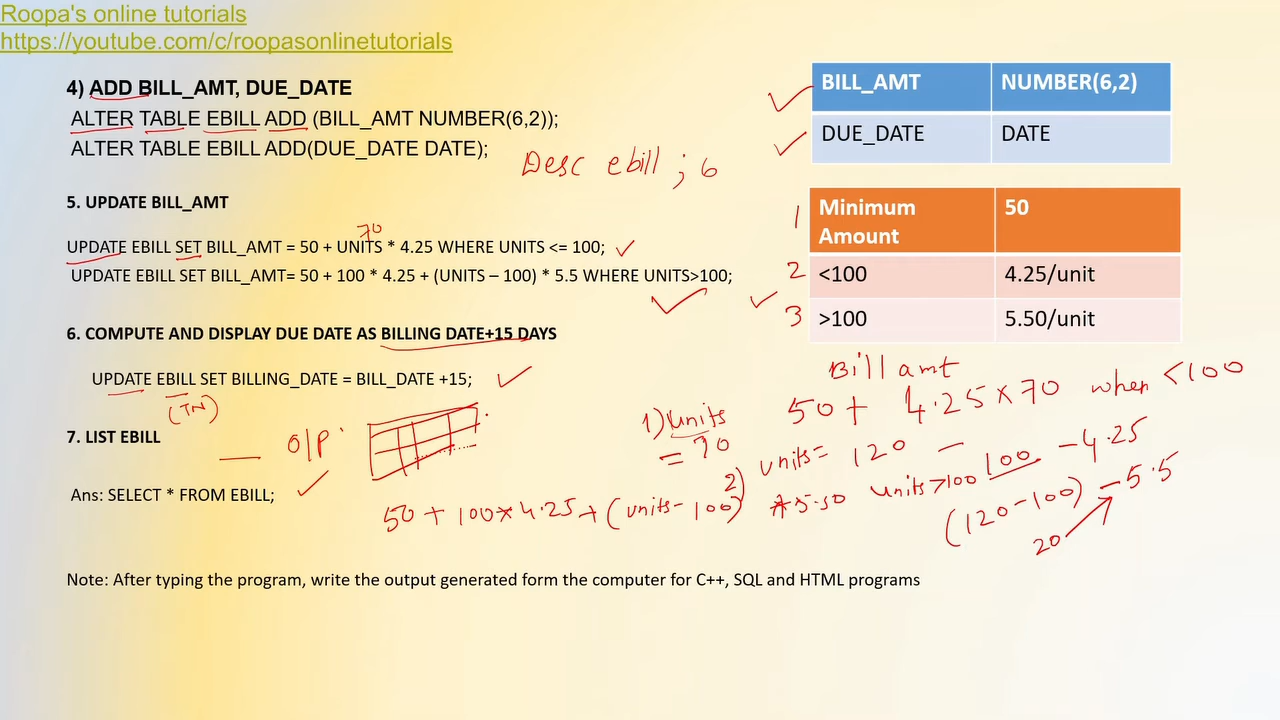 Roopa's online tutorials
https://youtube.com/c/roopasonlinetutorials
4) ADD BILL_AMT, DUE_DATE
ALTER TABLE EBILL ADD (BILL_AMT NUMBER(6,2));
ALTER TABLE EBILL ADD(DUE_DATE DATE);
Desc ebill ; 6
BILL_AMT NUMBER(6,2)
DUE_DATE DATE
5. UPDATE BILL_AMT
70
UPDATE EBILL SET BILL_AMT = 50 + UNITS * 4.25 WHERE UNITS <= 100;
UPDATE EBILL SET BILL_AMT= 50 + 100 * 4.25 + (UNITS – 100) * 5.5 WHERE UNITS>100;
1 Minimum Amount 50
2 <100 4.25/unit
3 >100 5.50/unit
6. COMPUTE AND DISPLAY DUE DATE AS BILLING DATE+15 DAYS
UPDATE EBILL SET BILLING_DATE = BILL_DATE +15;
(TN)
Bill amt
1) units = 70
50 + 4.25 × 70 when <100
7. LIST EBILL
O/P
2) units = 120 – 100 – 4.25
Ans: SELECT * FROM EBILL;
50 + 100 * 4.25 + (units – 100) * 5.50 units > 100
(120 – 100) – 5.5
20
Note: After typing the program, write the output generated form the computer for C++, SQL and HTML programs